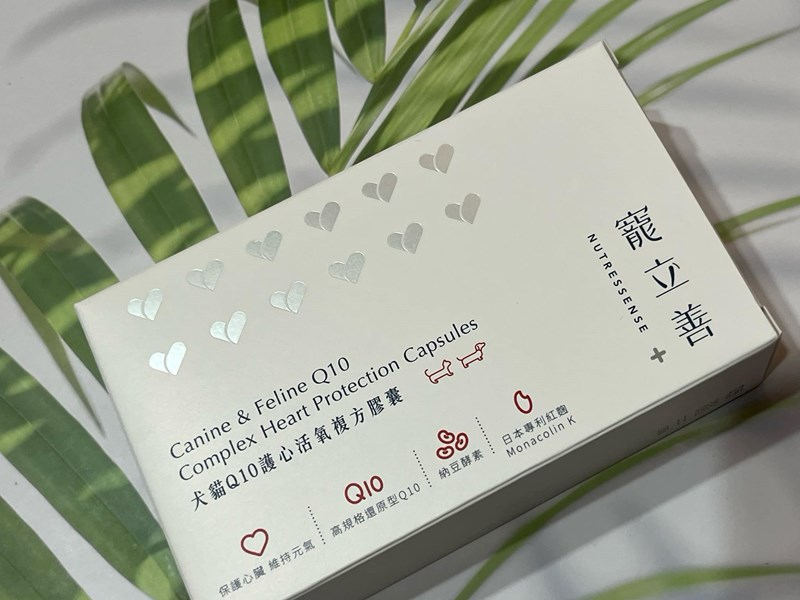 寵立善
NUTRESSENSE
Canine & Feline Q10
Complex Heart Protection Capsules
犬貓Q10護心活氧複方膠囊
保護心臟 維持元氣
Q10
高規格還原型Q10
納豆酵素
日本專利紅麴
Monacolin K